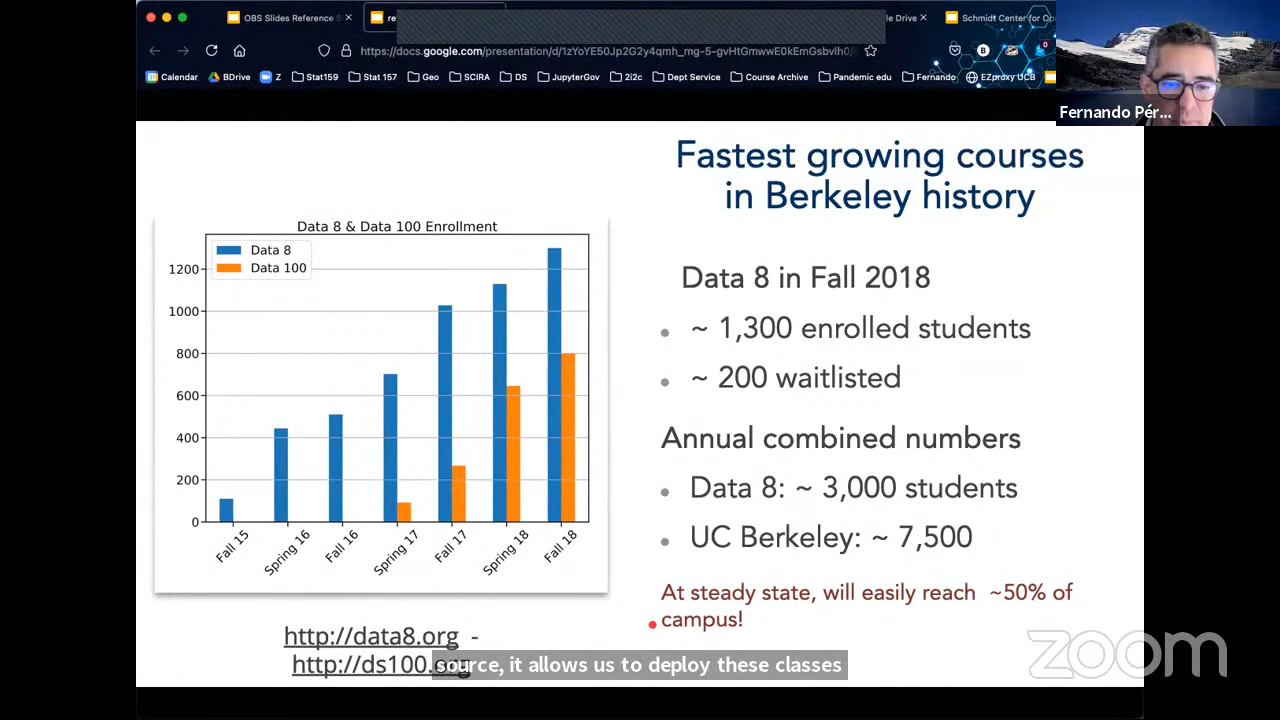 OBS Slides Reference S
re
le Drive
Schmidt Center for Op
https://docs.google.com/presentation/d/1zYoYE50Jp2G2y4qmh_mg-5-gvHtGmwwE0kEmGsbvlh0/
Calendar
BDrive
Z
Stat159
Stat 157
Geo
SCIRA
DS
JupyterGov
2i2c
Dept Service
Course Archive
Pandemic edu
Fernando
EZproxy UCB
Fernando Pér...
Fastest growing courses
in Berkeley history
Data 8 & Data 100 Enrollment
Data 8
Data 100
1200
1000
800
600
400
200
0
Fall 15
Spring 16
Fall 16
Spring 17
Fall 17
Spring 18
Fall 18
Data 8 in Fall 2018
~ 1,300 enrolled students
~ 200 waitlisted
Annual combined numbers
Data 8: ~ 3,000 students
UC Berkeley: ~ 7,500
At steady state, will easily reach ~50% of
campus!
http://data8.org -
http://ds100.org
source, it allows us to deploy these classes
zoom